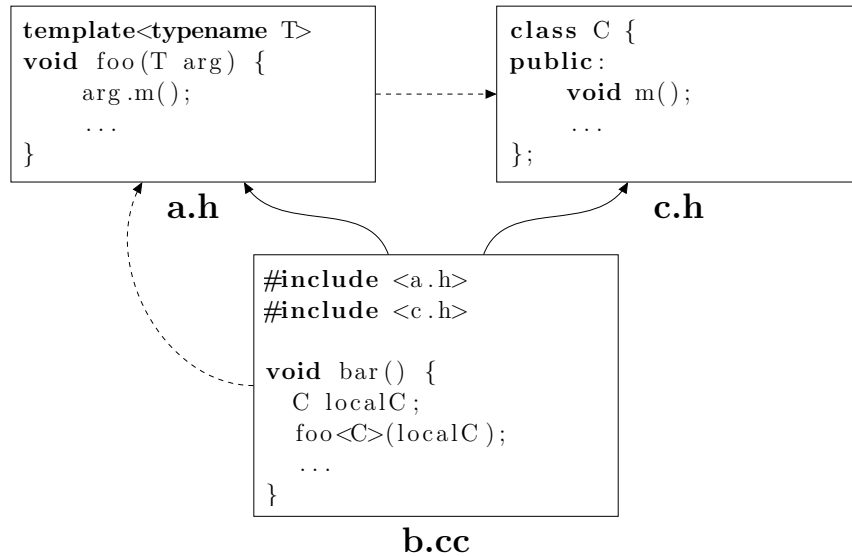 template<typename T>
void foo(T arg) {
    arg.m();
    ...
}
a.h
class C {
public:
    void m();
    ...
};
c.h
#include <a.h>
#include <c.h>

void bar() {
  C localC;
  foo<C>(localC);
  ...
}
b.cc